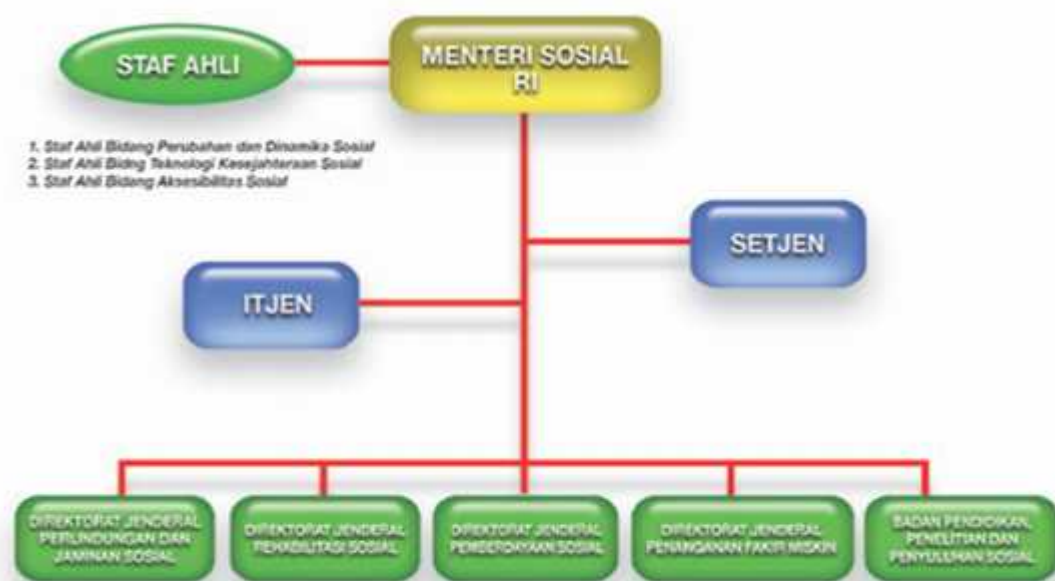 STAF AHLI
MENTERI SOSIAL
RI
1. Staf Ahli Bidang Perubahan dan Dinamika Sosial
2. Staf Ahli Bidng Teknologi Kesejahteraan Sosial
3. Staf Ahli Bidang Aksesibilitas Sosial
SETJEN
ITJEN
DIREKTORAT JENDERAL
PERLINDUNGAN DAN
JAMINAN SOSIAL
DIREKTORAT JENDERAL
REHABILITASI SOSIAL
DIREKTORAT JENDERAL
PEMBERDAYAAN SOSIAL
DIREKTORAT JENDERAL
PENANGANAN FAKIR MISKIN
BADAN PENDIDIKAN,
PENELITIAN DAN
PENYULUHAN SOSIAL